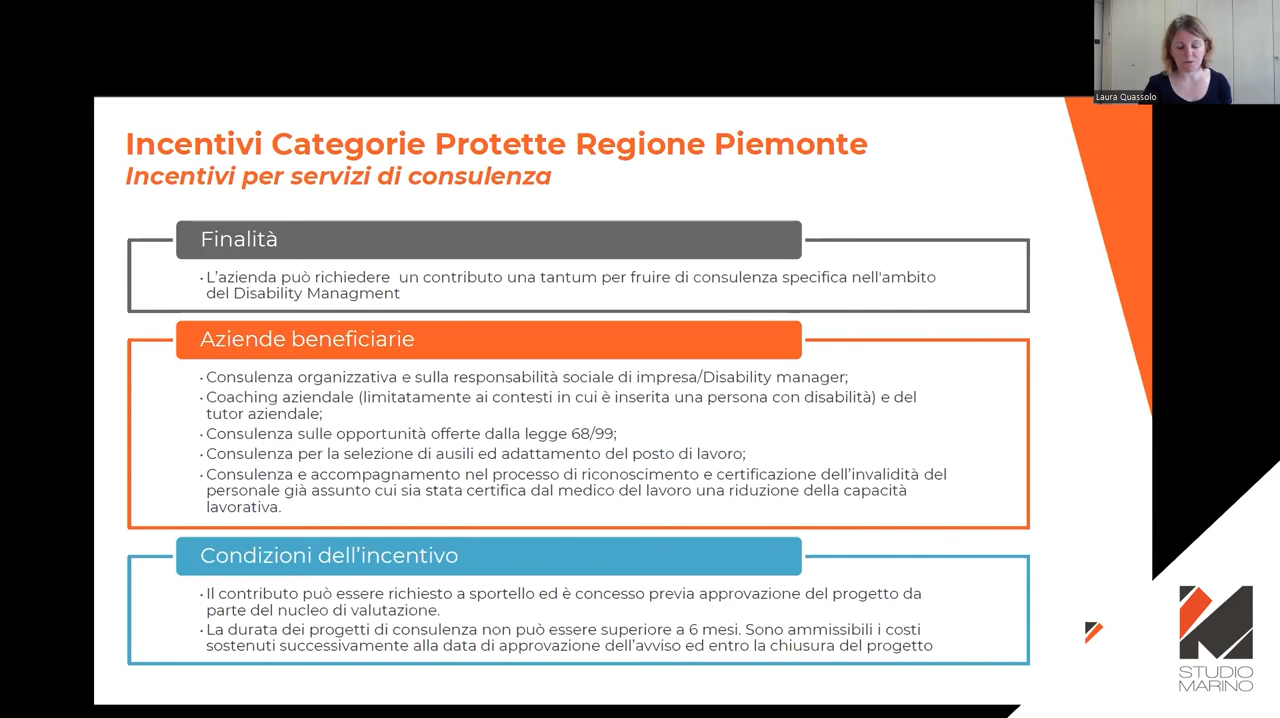 Laura Quassolo
Incentivi Categorie Protette Regione Piemonte
Incentivi per servizi di consulenza
Finalità
• L'azienda può richiedere un contributo una tantum per fruire di consulenza specifica nell'ambito
del Disability Managment
Aziende beneficiarie
• Consulenza organizzativa e sulla responsabilità sociale di impresa/Disability manager;
• Coaching aziendale (limitatamente ai contesti in cui è inserita una persona con disabilità) e del
tutor aziendale;
• Consulenza sulle opportunità offerte dalla legge 68/99;
• Consulenza per la selezione di ausili ed adattamento del posto di lavoro;
• Consulenza e accompagnamento nel processo di riconoscimento e certificazione dell'invalidità del
personale già assunto cui sia stata certifica dal medico del lavoro una riduzione della capacità
lavorativa.
Condizioni dell'incentivo
• Il contributo può essere richiesto a spottello ed è concesso previa approvazione del progetto da
parte del nucleo di valutazione.
• La durata dei progetti di consulenza non può essere superiore a 6 mesi. Sono ammissibili i costi
sostenuti successivamente alla data di approvazione dell'avviso ed entro la chiusura del progetto
STUDIO
MARINO